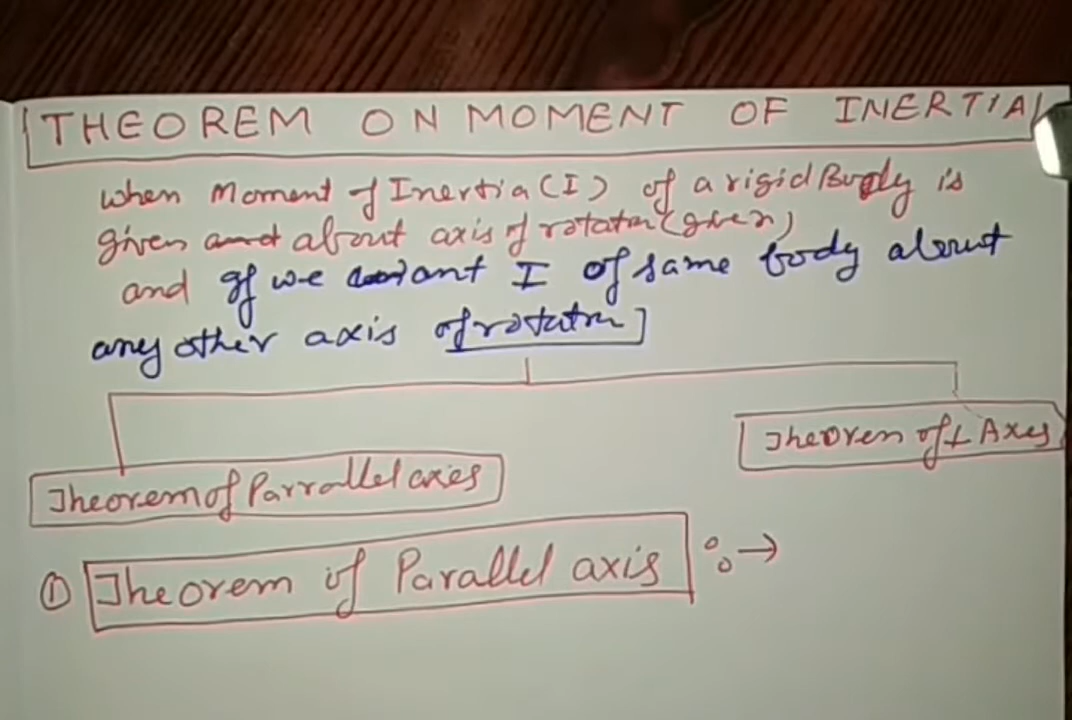 THEOREM ON MOMENT OF INERTIA
when Moment of Inertia (I) of a rigid Body is
given about axis of rotatn (given)
and If we want I of same body about
any other axis of rotatn]
Theorem of Parrallel axes
Theorem of ⊥ Axes
① Theorem of Parallel axis :→